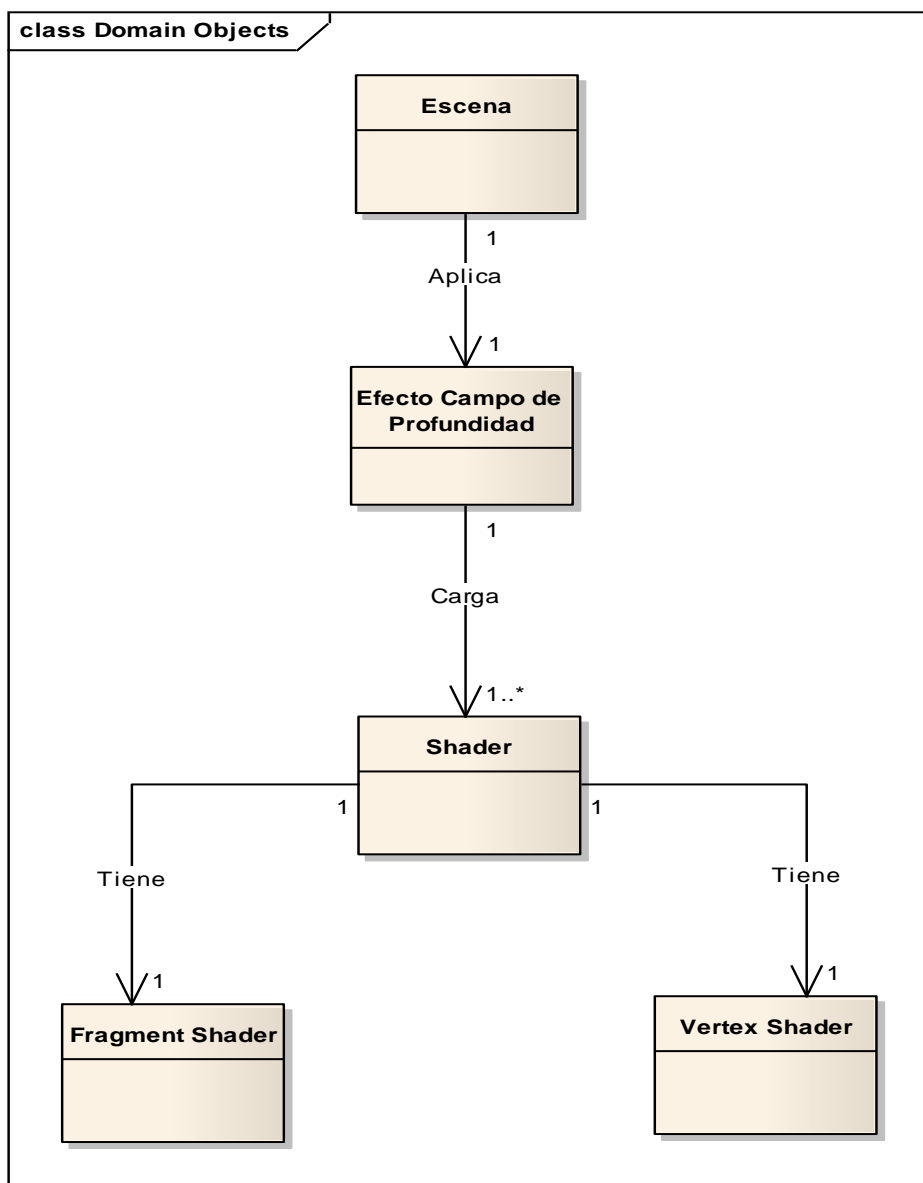 class Domain Objects
Escena
1
Aplica
1
Efecto Campo de
Profundidad
1
Carga
1..*
Shader
1
1
Tiene
Tiene
1
1
Fragment Shader
Vertex Shader